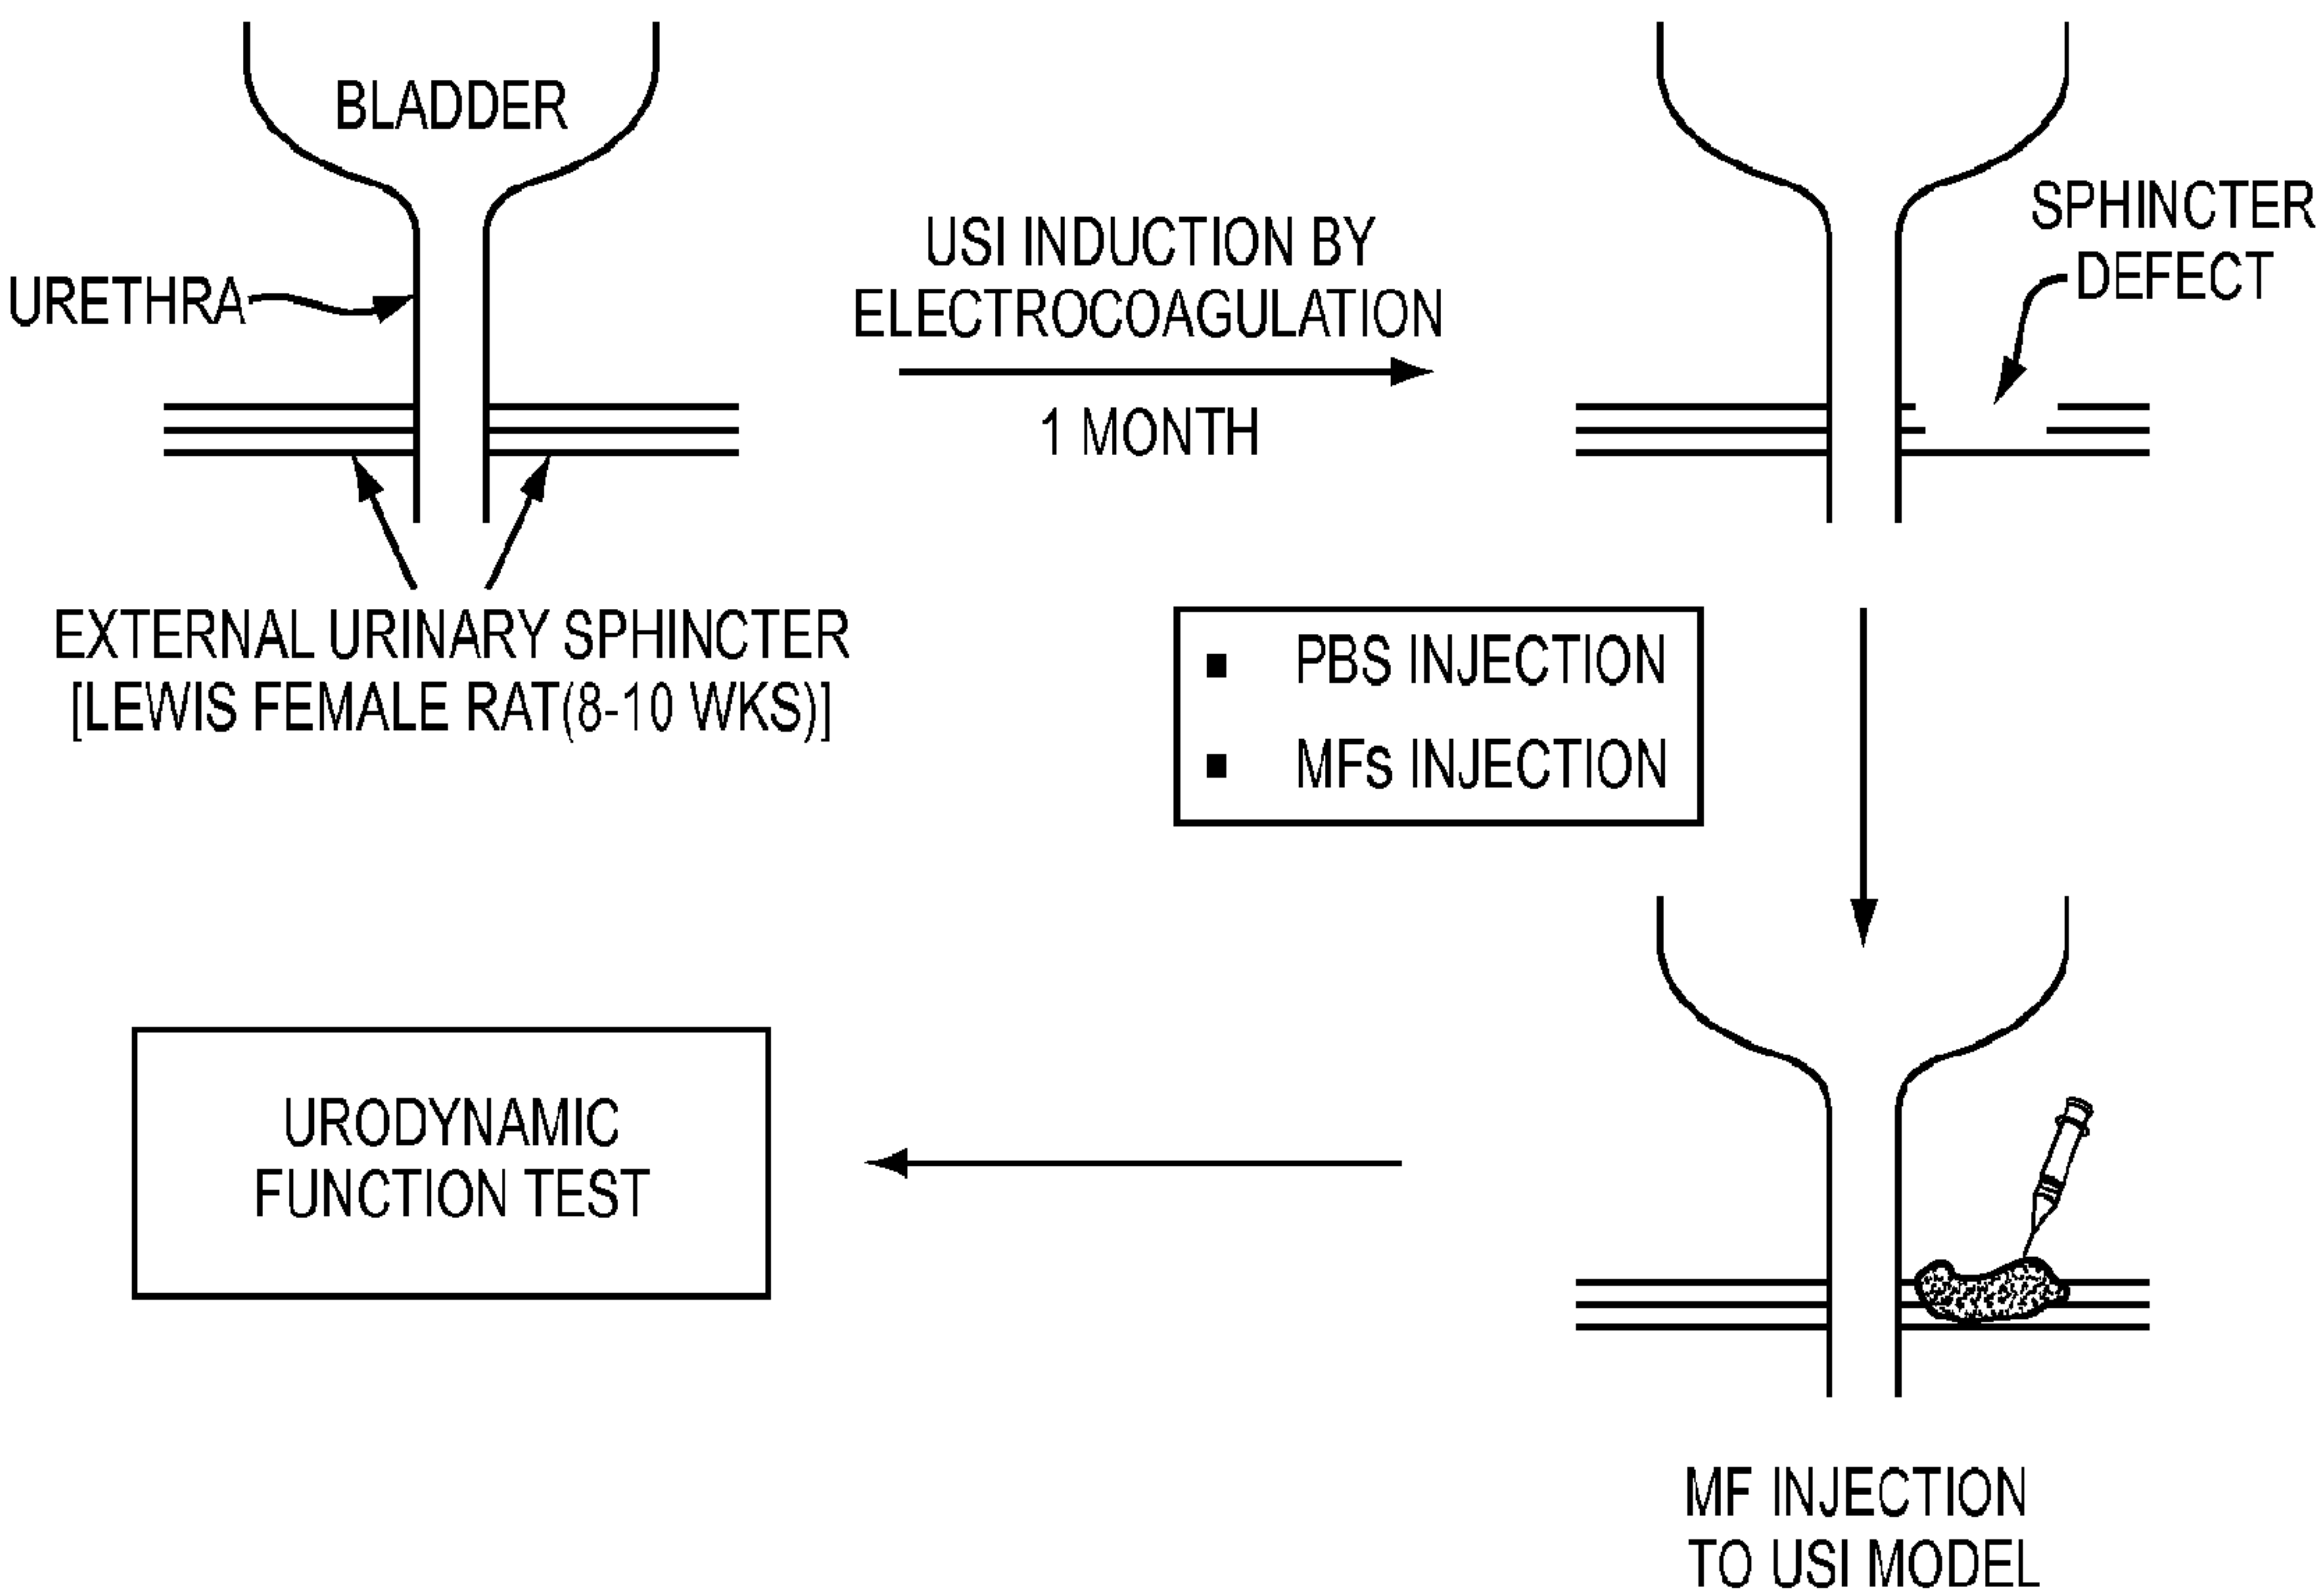 BLADDER
URETHRA
EXTERNAL URINARY SPHINCTER
[LEWIS FEMALE RAT(8-10 WKS)]
USI INDUCTION BY
ELECTROCOAGULATION
1 MONTH
SPHINCTER
DEFECT
▪ PBS INJECTION
▪ MFs INJECTION
MF INJECTION
TO USI MODEL
URODYNAMIC
FUNCTION TEST